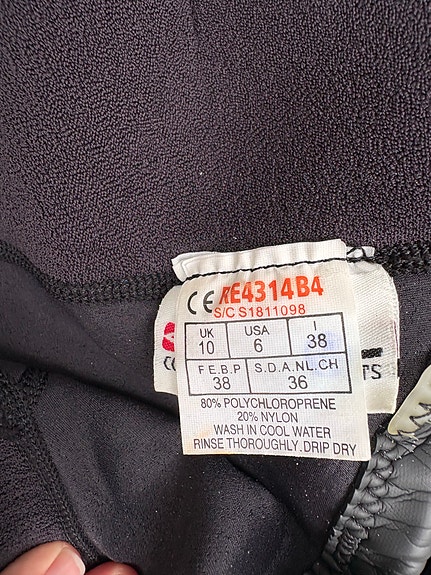 CE RE4314B4
S/C S1811098
UK USA I
10 6 38
F E.B.P S.D.A.NL.CH
38 36
TS
80% POLYCHLOROPRENE
20% NYLON
WASH IN COOL WATER
RINSE THOROUGHLY.DRIP DRY